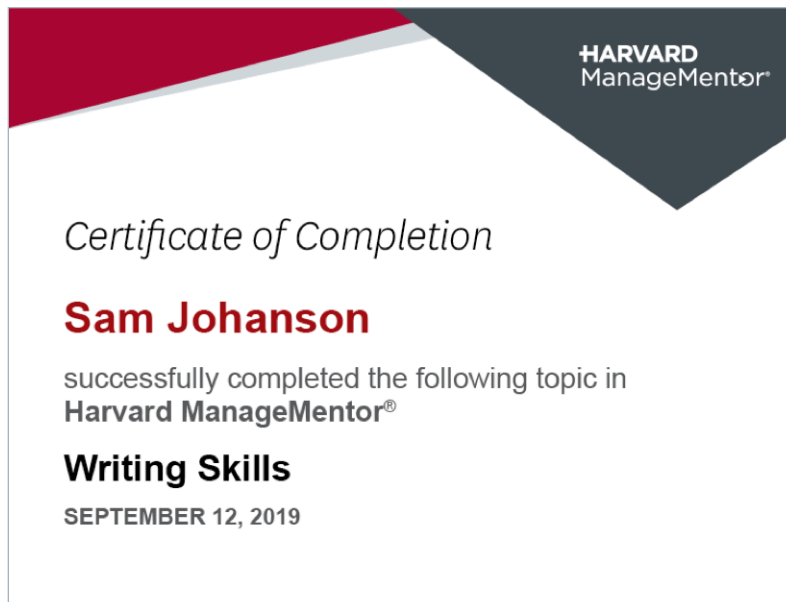 HARVARD
ManageMentor®
Certificate of Completion
Sam Johanson
successfully completed the following topic in
Harvard ManageMentor®
Writing Skills
SEPTEMBER 12, 2019